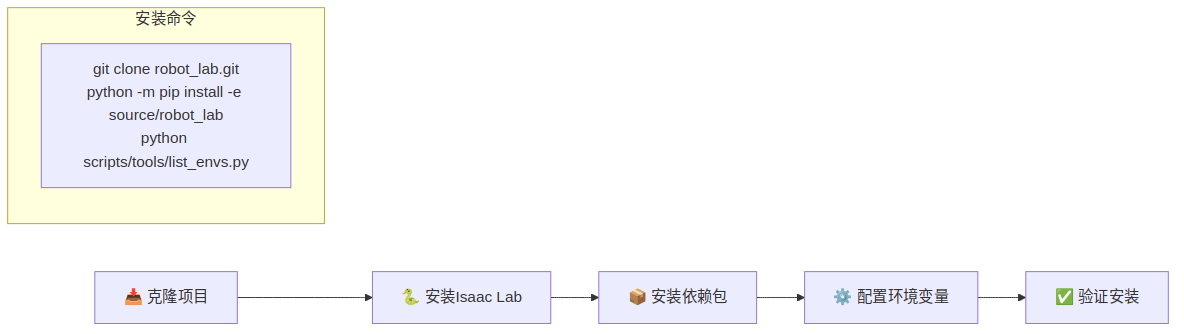 安装命令
git clone robot_lab.git
python -m pip install -e
source/robot_lab
python
scripts/tools/list_envs.py
📥 克隆项目
🐍 安装Isaac Lab
📦 安装依赖包
⚙️ 配置环境变量
✅ 验证安装